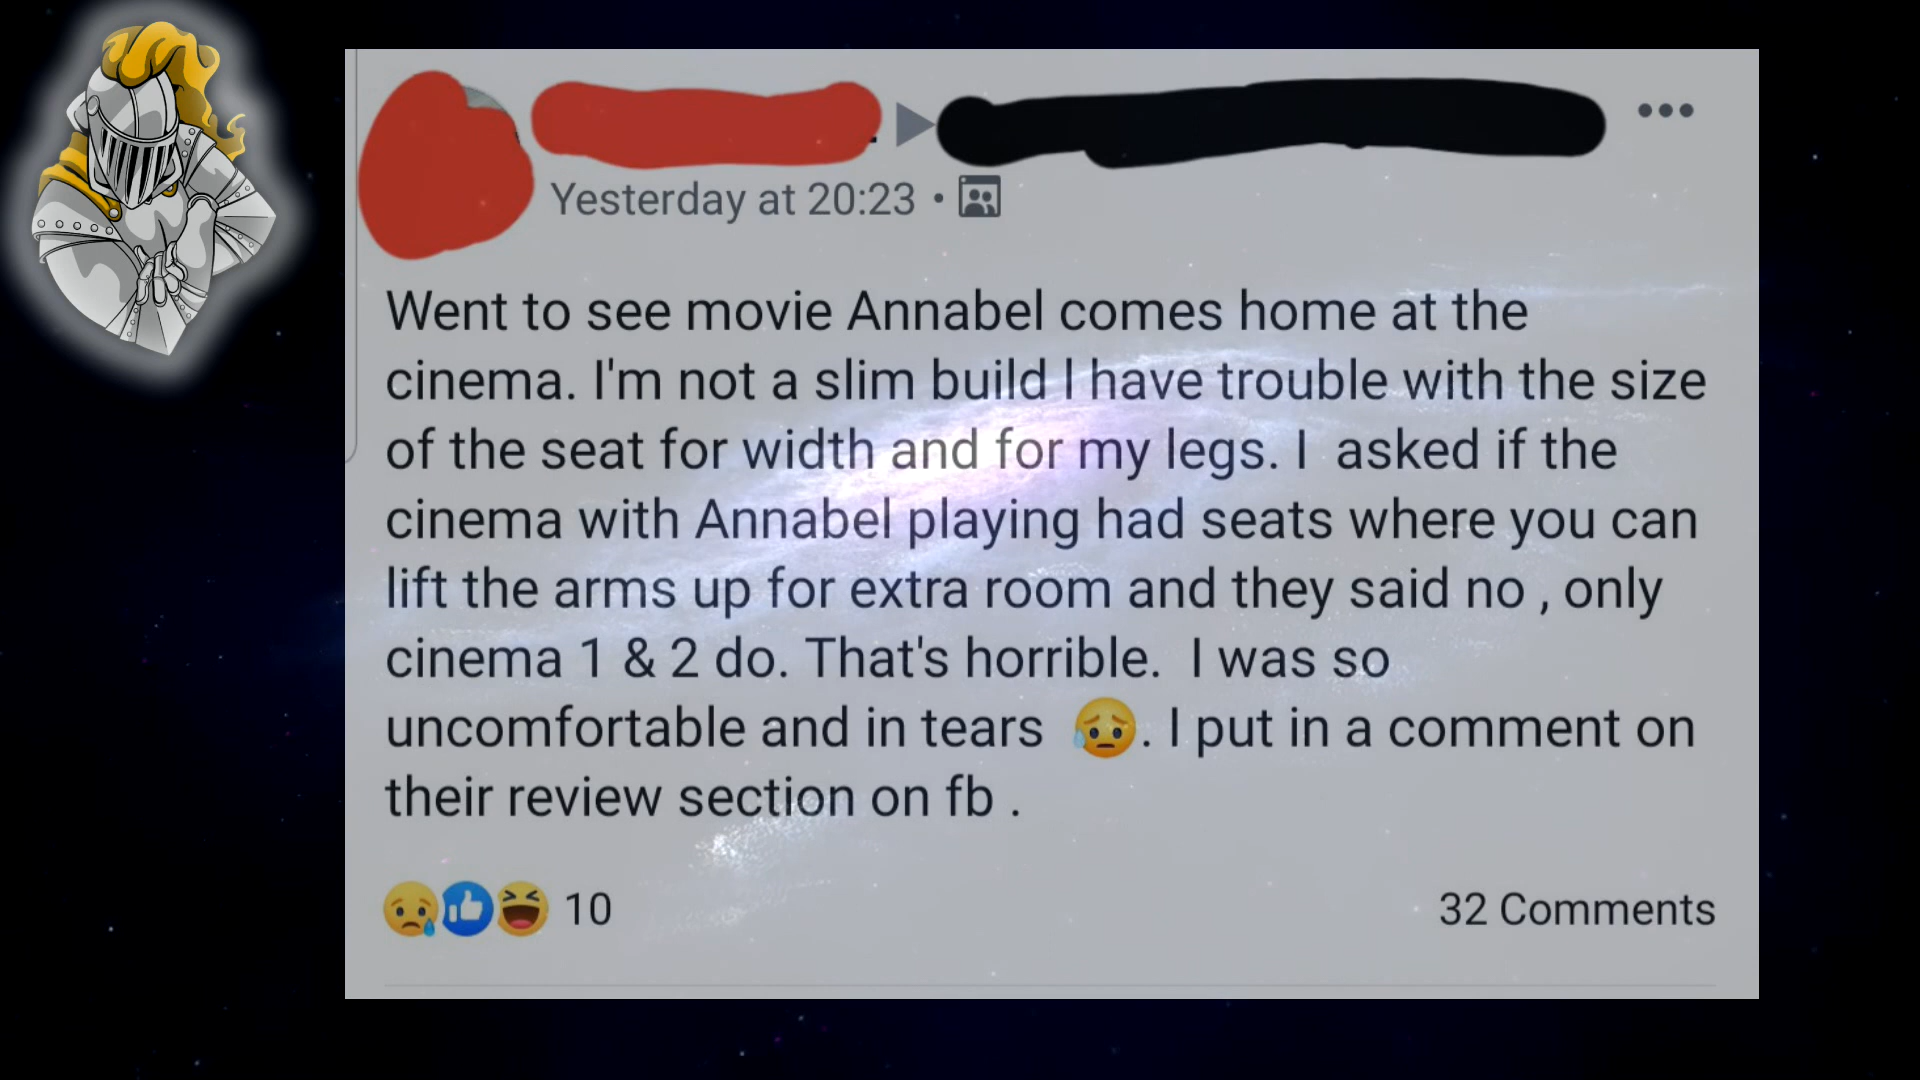 Yesterday at 20:23 •
Went to see movie Annabel comes home at the
cinema. I'm not a slim build I have trouble with the size
of the seat for width and for my legs. I  asked if the
cinema with Annabel playing had seats where you can
lift the arms up for extra room and they said no , only
cinema 1 & 2 do. That's horrible.  I was so
uncomfortable and in tears 😥. I put in a comment on
their review section on fb .
10
32 Comments